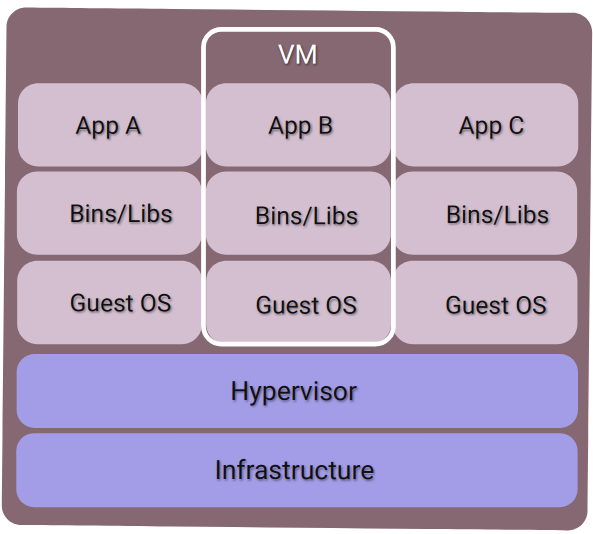 VM
App A
App B
App C
Bins/Libs
Bins/Libs
Bins/Libs
Guest OS
Guest OS
Guest OS
Hypervisor
Infrastructure